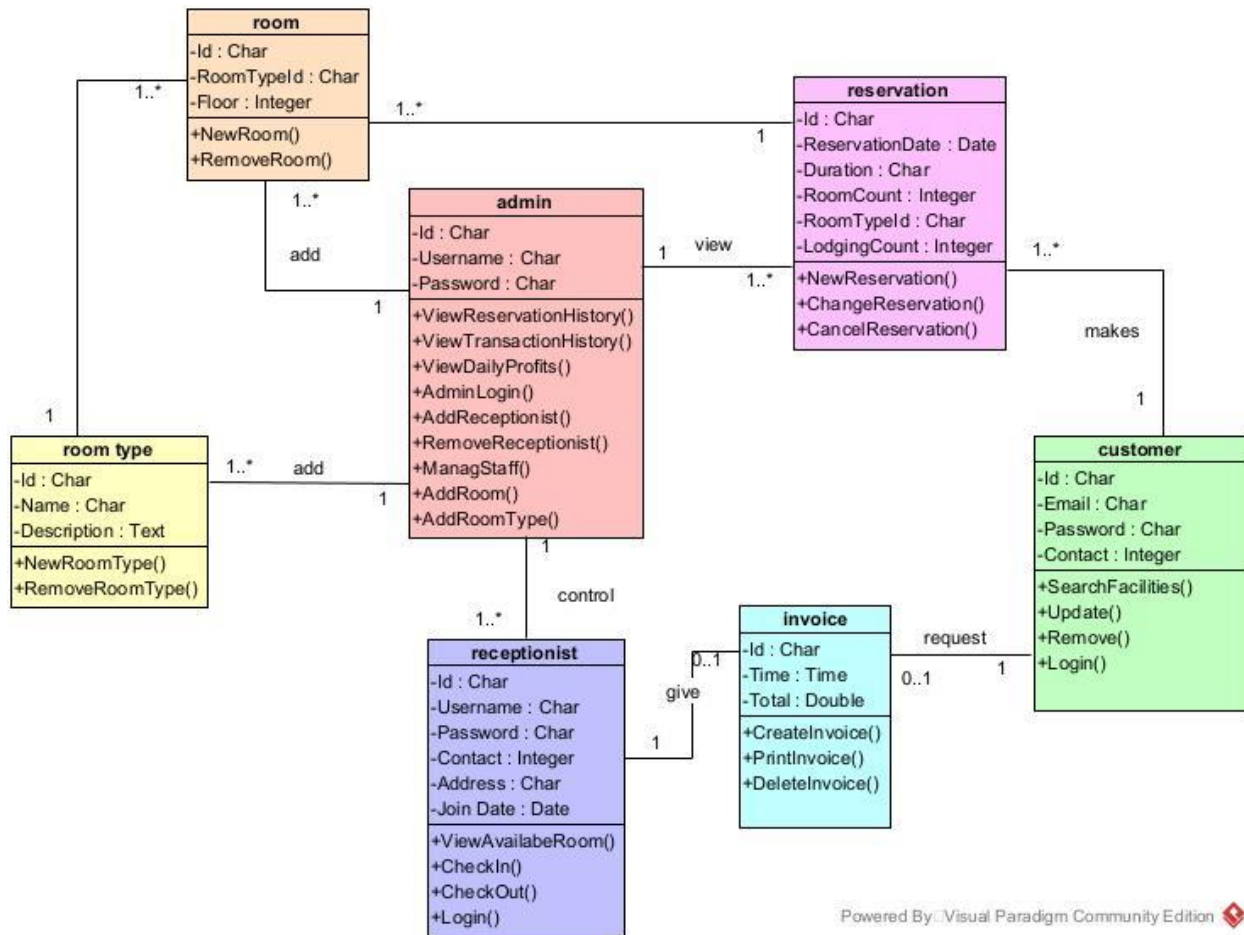 room
-Id : Char
-RoomTypeId : Char
-Floor : Integer
+NewRoom()
+RemoveRoom()
1..*
1..*
1
1..*
add
1
reservation
-Id : Char
-ReservationDate : Date
-Duration : Char
-RoomCount : Integer
-RoomTypeId : Char
-LodgingCount : Integer
+NewReservation()
+ChangeReservation()
+CancelReservation()
admin
-Id : Char
-Username : Char
-Password : Char
+ViewReservationHistory()
+ViewTransactionHistory()
+ViewDailyProfits()
+AdminLogin()
+AddReceptionist()
+RemoveReceptionist()
+ManagStaff()
+AddRoom()
+AddRoomType()
1
view
1..*
1..*
makes
1
1
room type
-Id : Char
-Name : Char
-Description : Text
+NewRoomType()
+RemoveRoomType()
1..*
add
1
customer
-Id : Char
-Email : Char
-Password : Char
-Contact : Integer
+SearchFacilities()
+Update()
+Remove()
+Login()
1
control
1..*
receptionist
-Id : Char
-Username : Char
-Password : Char
-Contact : Integer
-Address : Char
-Join Date : Date
+ViewAvailabeRoom()
+CheckIn()
+CheckOut()
+Login()
0..1
give
1
invoice
-Id : Char
-Time : Time
-Total : Double
+CreateInvoice()
+PrintInvoice()
+DeleteInvoice()
request
0..1
1
Powered By Visual Paradigm Community Edition